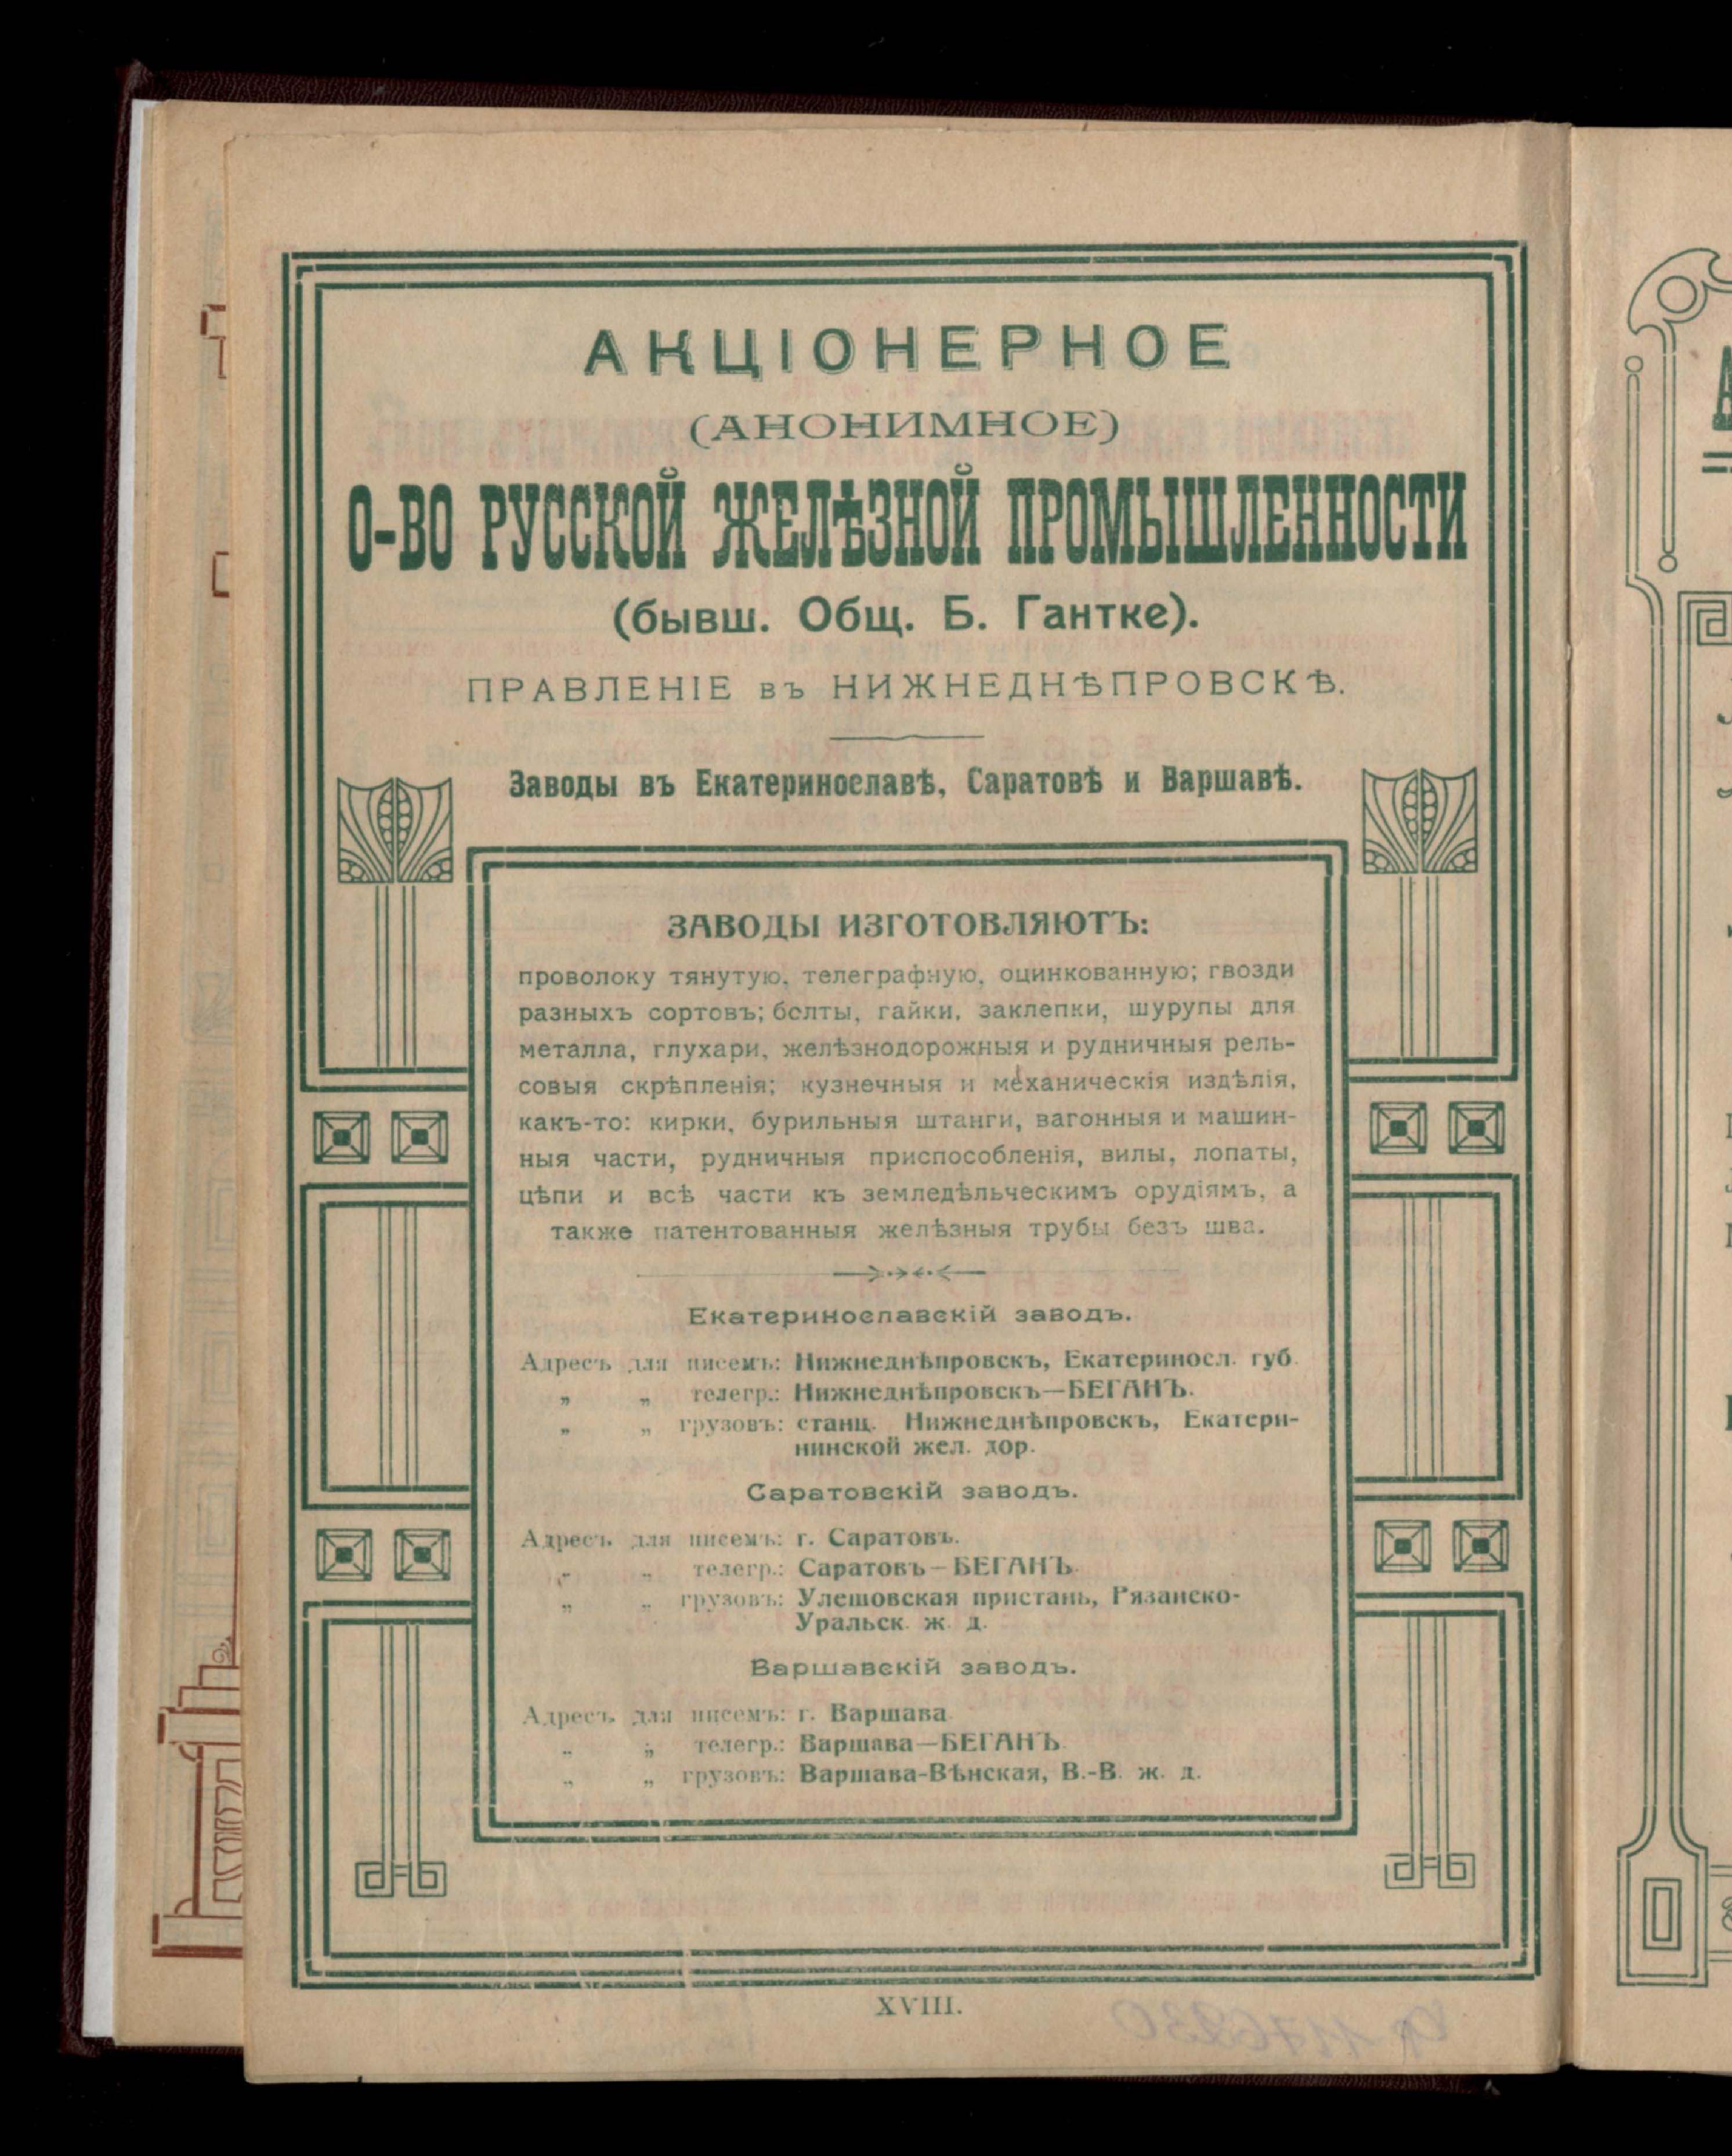 АКЦІОНЕРНОЕ
(АНОНИМНОЕ)
О-ВО РУССКОЙ ЖЕЛѢЗНОЙ ПРОМЫШЛЕННОСТИ
(бывш. Общ. Б. Гантке).
ПРАВЛЕНІЕ въ НИЖНЕДНѢПРОВСКѢ.
Заводы въ Екатеринославѣ, Саратовѣ и Варшавѣ.
ЗАВОДЫ ИЗГОТОВЛЯЮТЪ:
проволоку тянутую, телеграфную, оцинкованную; гвозди
разныхъ сортовъ; болты, гайки, заклепки, шурупы для
металла, глухари, желѣзнодорожныя и рудничныя рель-
совыя скрѣпленія; кузнечныя и механическія издѣлія,
какъ-то: кирки, бурильныя штанги, вагонныя и машин-
ныя части, рудничныя приспособленія, вилы, лопаты,
цѣпи и всѣ части къ земледѣльческимъ орудіямъ, а
также патентованныя желѣзныя трубы безъ шва.
Екатеринославскій заводъ.
Адресъ для писемъ: Нижнеднѣпровскъ, Екатеринося. губ.
„ „ телегр.: Нижнеднѣпровскъ—БЕГАНЪ.
„ „ грузовъ: станц. Нижнеднѣпровскъ, Екатери-
нинской жел. дор.
Саратовскій заводъ.
Адресъ для писемъ: г. Саратовъ.
„ „ телегр.: Саратовъ—БЕГАНЪ.
„ „ грузовъ: Улешовская пристань, Рязанско-
Уральск. ж. д.
Варшавскій заводъ.
Адресъ для писемъ: г. Варшава.
„ „ телегр.: Варшава—БЕГАНЪ.
„ „ грузовъ: Варшава-Вѣнская, В.-В. ж. д.
XVIII.